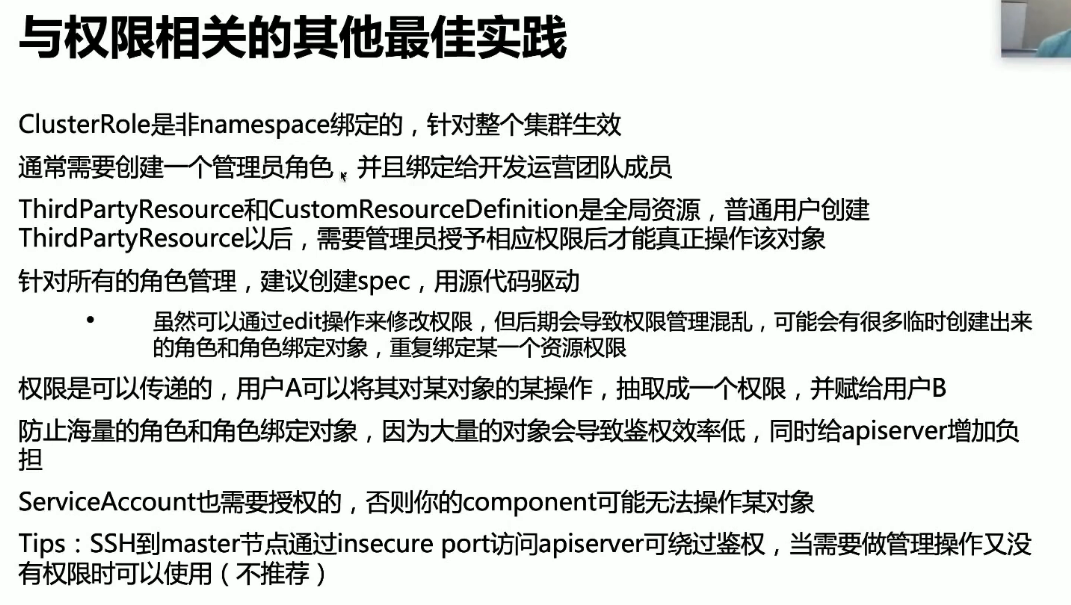 与权限相关的其他最佳实践
ClusterRole是非namespace绑定的，针对整个集群生效
通常需要创建一个管理员角色，并且绑定给开发运营团队成员
ThirdPartyResource和CustomResourceDefinition是全局资源，普通用户创建
ThirdPartyResource以后，需要管理员授予相应权限后才能真正操作该对象
针对所有的角色管理，建议创建spec，用源代码驱动
• 虽然可以通过edit操作来修改权限，但后期会导致权限管理混乱，可能会有很多临时创建出来
的角色和角色绑定对象，重复绑定某一个资源权限
权限是可以传递的，用户A可以将其对某对象的某操作，抽取成一个权限，并赋给用户B
防止海量的角色和角色绑定对象，因为大量的对象会导致鉴权效率低，同时给apiserver增加负
担
ServiceAccount也需要授权的，否则你的component可能无法操作某对象
Tips：SSH到master节点通过insecure port访问apiserver可绕过鉴权，当需要做管理操作又没
有权限时可以使用（不推荐）